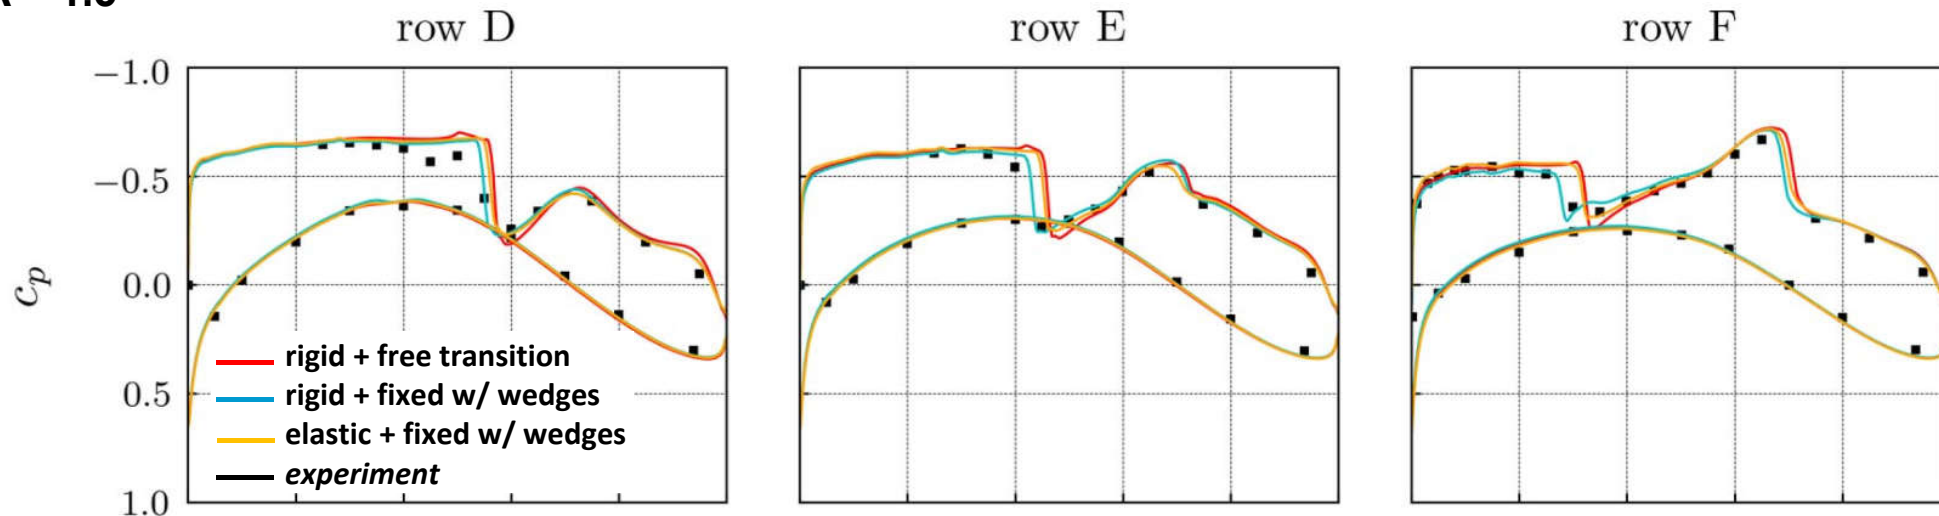 row D
row E
row F
−1.0
−0.5
0.0
0.5
1.0
cp
rigid + free transition
rigid + fixed w/ wedges
elastic + fixed w/ wedges
experiment